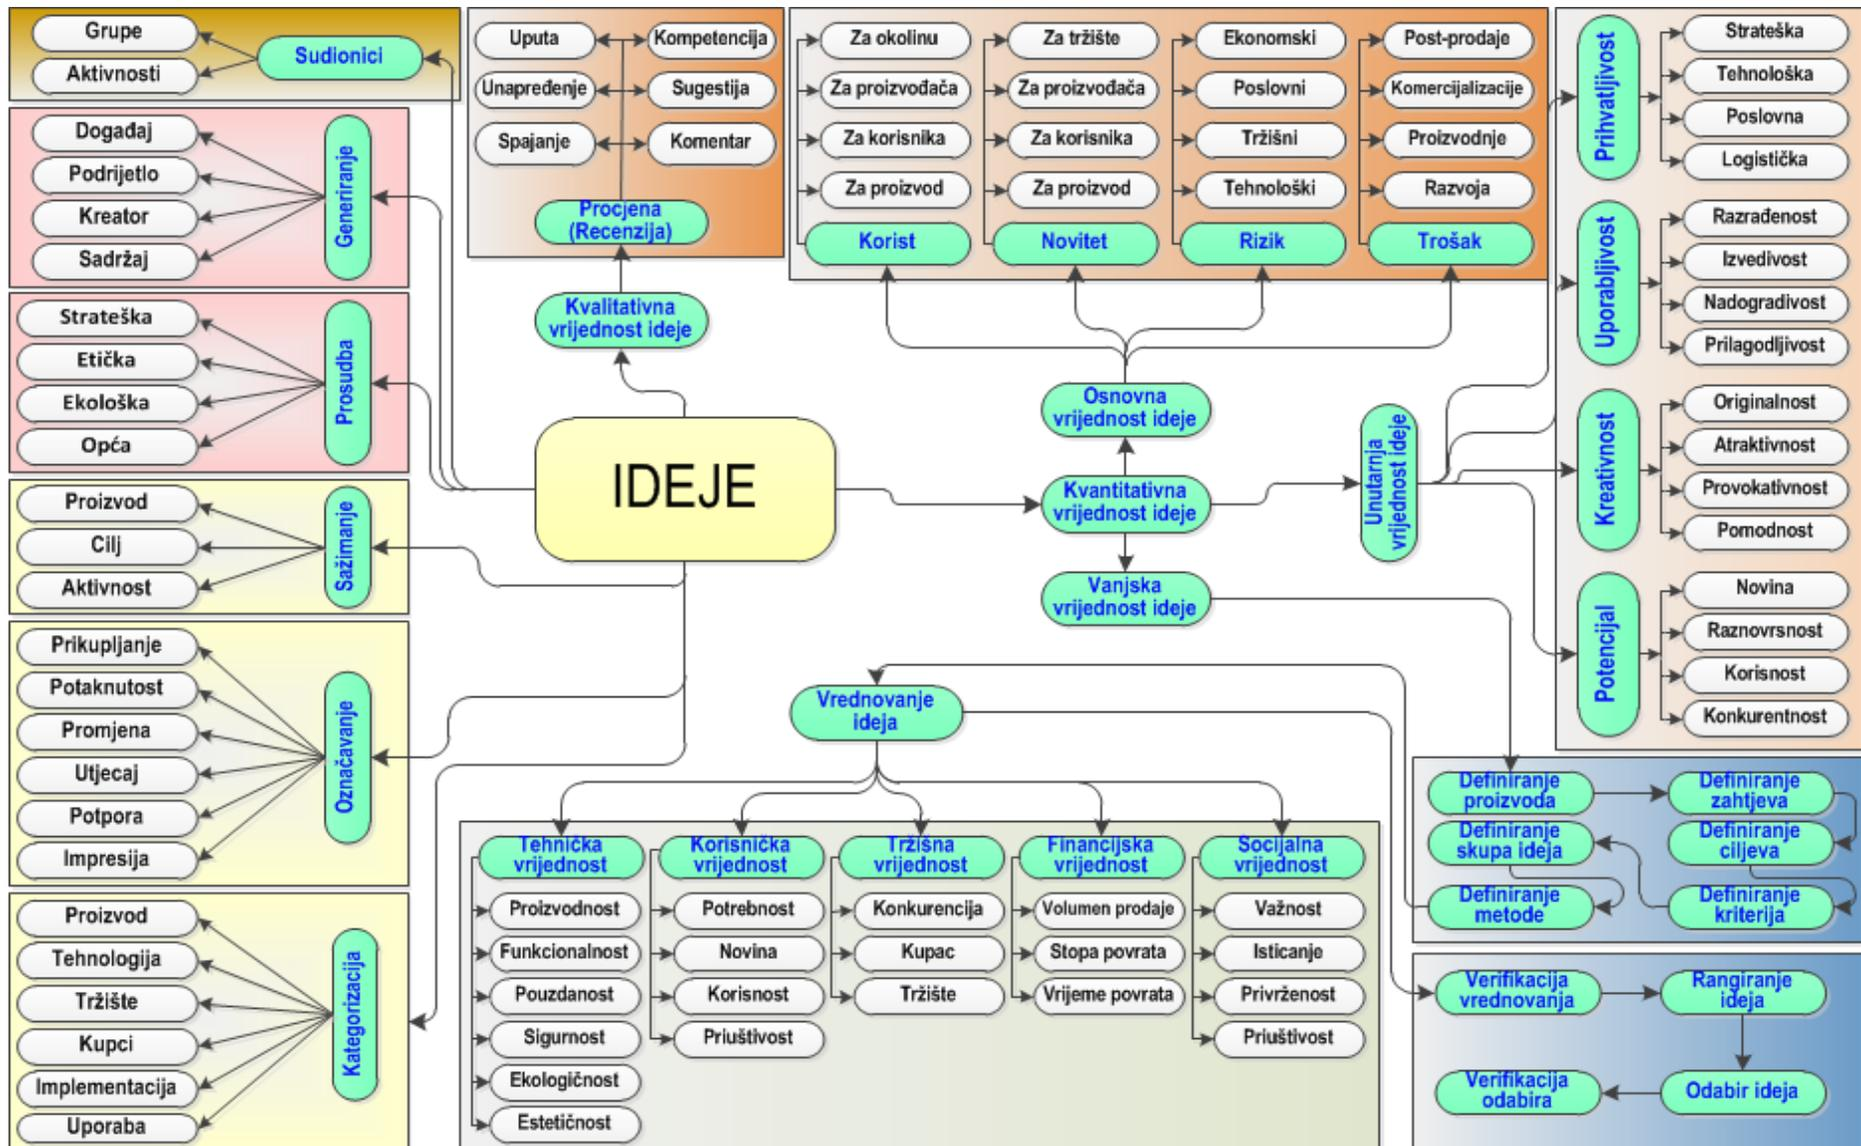 Grupe
Aktivnosti
Sudionici
Događaj
Podrijetlo
Kreator
Sadržaj
Generiranje
Strateška
Etička
Ekološka
Opća
Prosudba
Proizvod
Cilj
Aktivnost
Sažimanje
Prikupljanje
Potaknutost
Promjena
Utjecaj
Potpora
Impresija
Označavanje
Proizvod
Tehnologija
Tržište
Kupci
Implementacija
Uporaba
Kategorizacija
Uputa
Kompetencija
Unapređenje
Sugestija
Spajanje
Komentar
Procjena
(Recenzija)
Kvalitativna
vrijednost ideje
IDEJE
Za okolinu
Za proizvođača
Za korisnika
Za proizvod
Korist
Za tržište
Za proizvođača
Za korisnika
Za proizvod
Novitet
Ekonomski
Poslovni
Tržišni
Tehnološki
Rizik
Post-prodaje
Komercijalizacije
Proizvodnje
Razvoja
Trošak
Osnovna
vrijednost ideje
Kvantitativna
vrijednost ideje
Vanjska
vrijednost ideje
Unutarnja
vrijednost ideje
Prihvatljivost
Strateška
Tehnološka
Poslovna
Logistička
Uporabljivost
Razrađenost
Izvedivost
Nadogradivost
Prilagodljivost
Kreativnost
Originalnost
Atraktivnost
Provokativnost
Pomodnost
Potencijal
Novina
Raznovrsnost
Korisnost
Konkurentnost
Vrednovanje
ideja
Tehnička
vrijednost
Proizvodnost
Funkcionalnost
Pouzdanost
Sigurnost
Ekologičnost
Estetičnost
Korisnička
vrijednost
Potrebnost
Novina
Korisnost
Priuštivost
Tržišna
vrijednost
Konkurencija
Kupac
Tržište
Financijska
vrijednost
Volumen prodaje
Stopa povrata
Vrijeme povrata
Socijalna
vrijednost
Važnost
Isticanje
Privrženost
Priuštivost
Definiranje
proizvoda
Definiranje
zahtjeva
Definiranje
skupa ideja
Definiranje
ciljeva
Definiranje
metode
Definiranje
kriterija
Verifikacija
vrednovanja
Rangiranje
ideja
Verifikacija
odabira
Odabir ideja